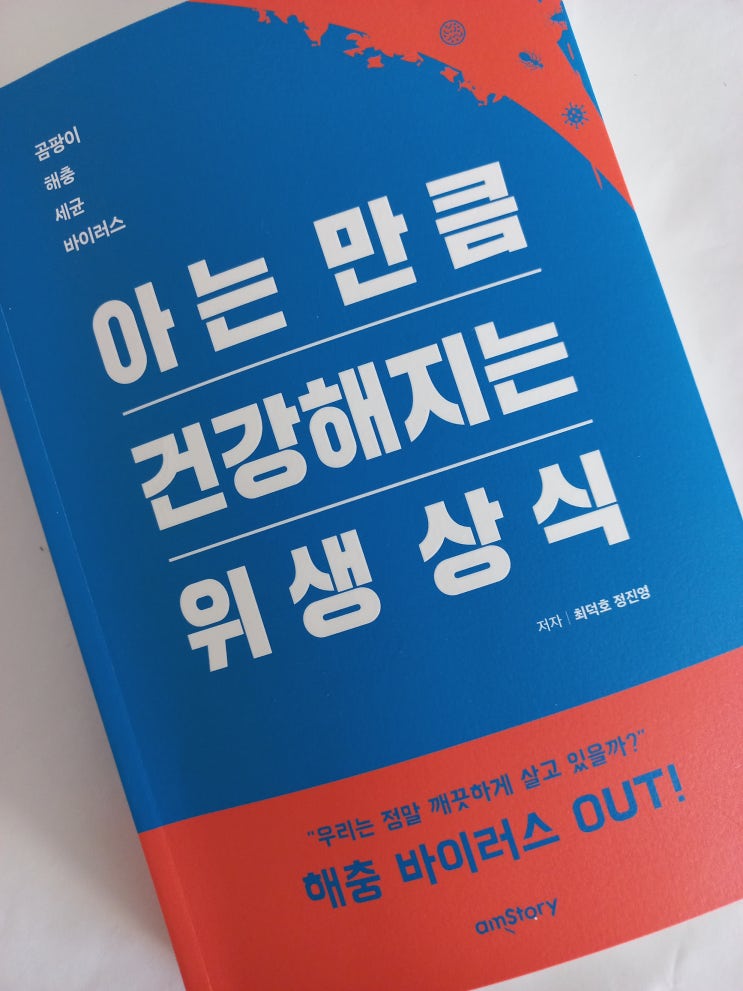 곰팡이
해충
세균
바이러스
아는 만큼
건강해지는
위생 상식
저자 | 최덕호 정진영
"우리는 정말 깨끗하게 살고 있을까?"
해충 바이러스 OUT!
amStory